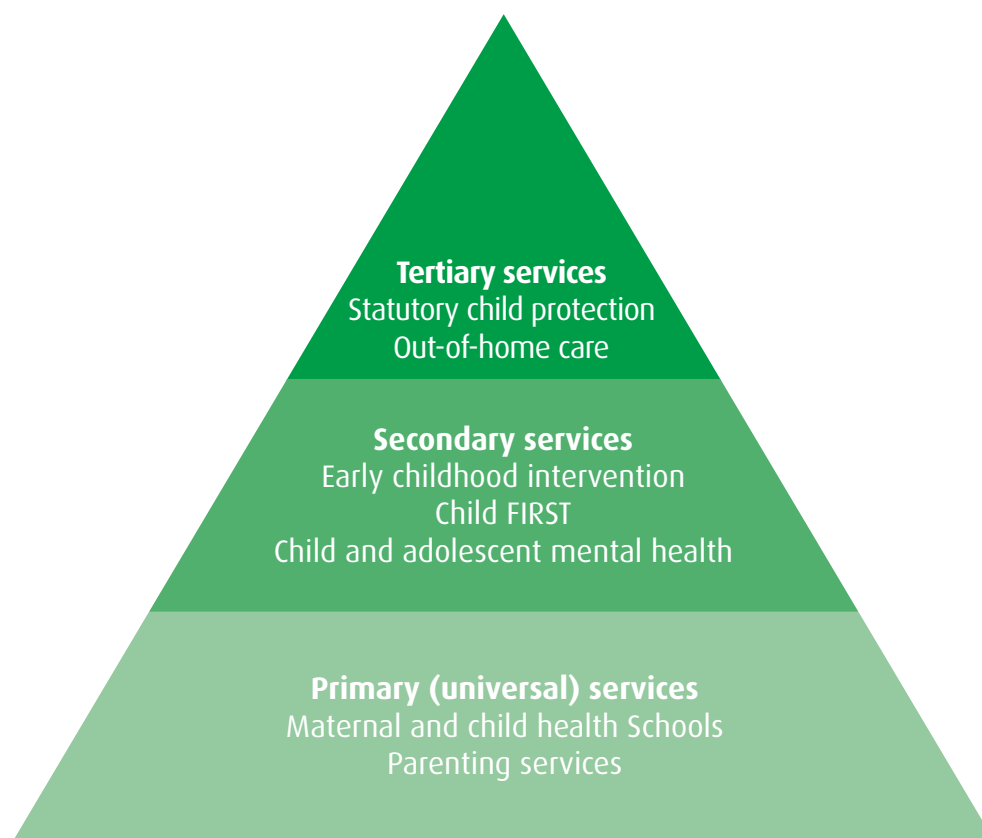 Tertiary services
Statutory child protection
Out-of-home care
Secondary services
Early childhood intervention
Child FIRST
Child and adolescent mental health
Primary (universal) services
Maternal and child health Schools
Parenting services